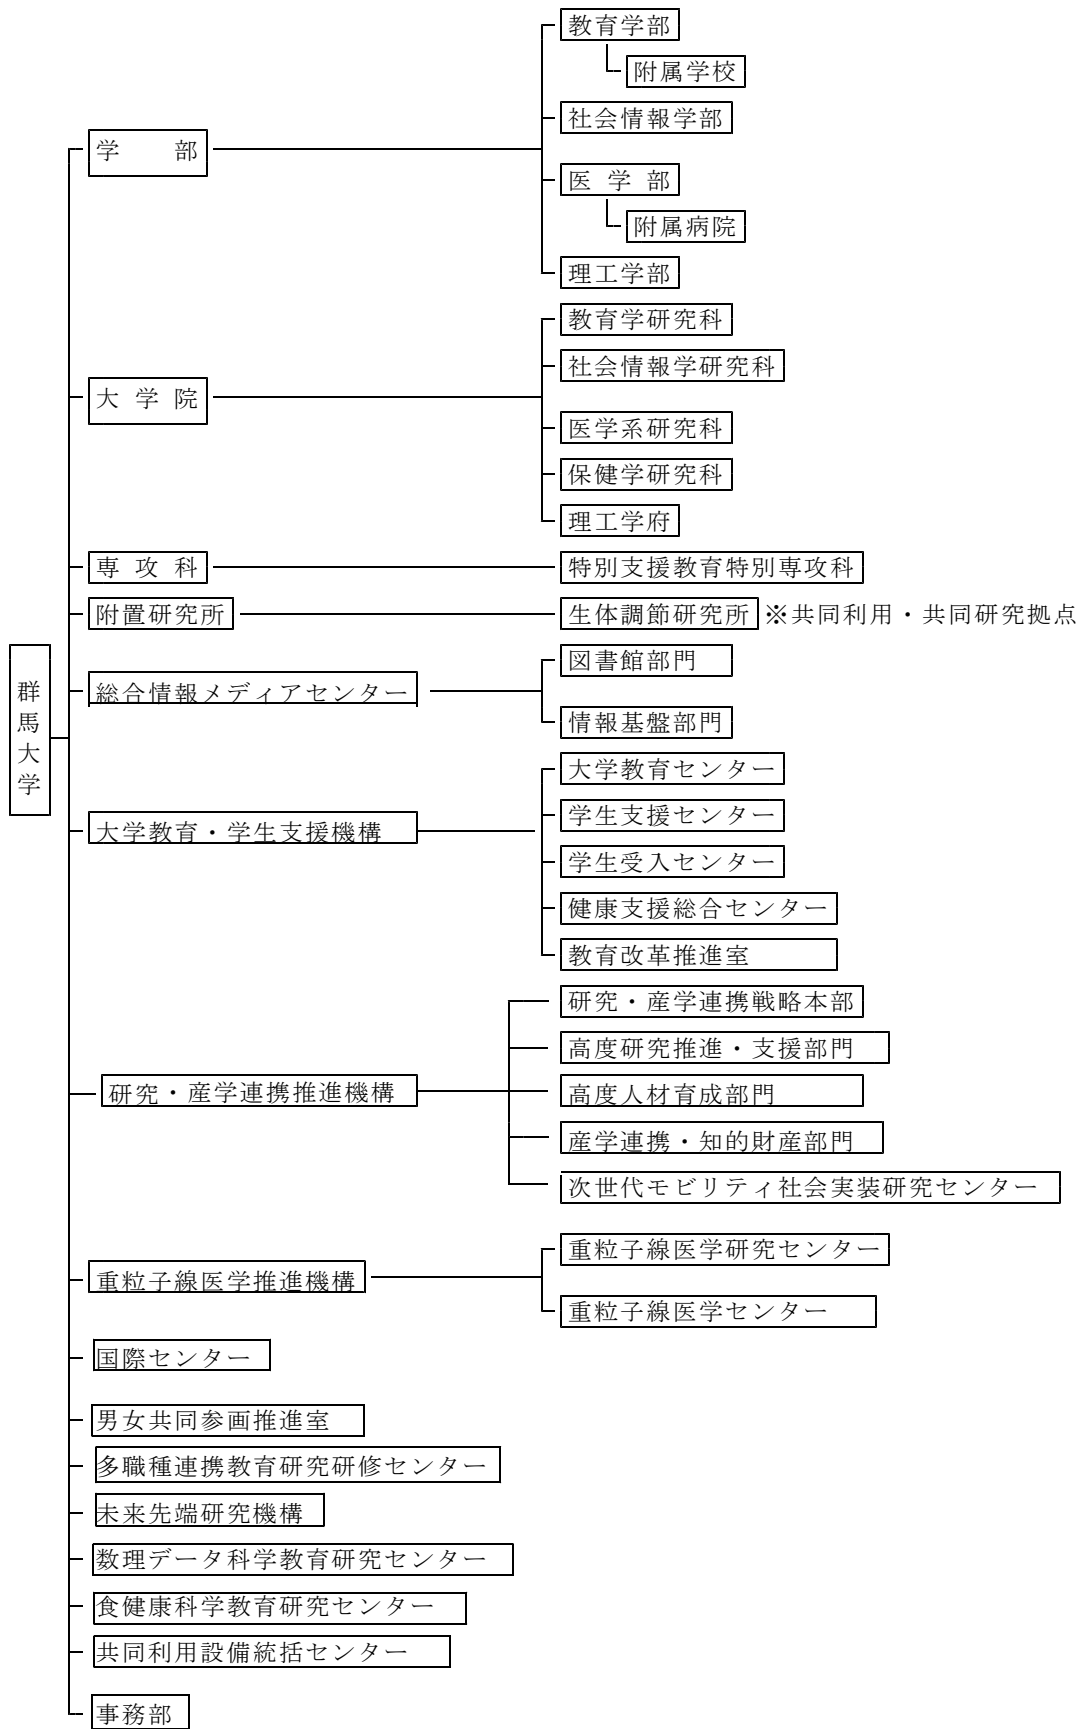 群馬大学
学　部
教育学部
附属学校
社会情報学部
医 学 部
附属病院
理工学部
大 学 院
教育学研究科
社会情報学研究科
医学系研究科
保健学研究科
理工学府
専 攻 科
特別支援教育特別専攻科
附置研究所
生体調節研究所 ※共同利用・共同研究拠点
総合情報メディアセンター
図書館部門
情報基盤部門
大学教育・学生支援機構
大学教育センター
学生支援センター
学生受入センター
健康支援総合センター
教育改革推進室
研究・産学連携推進機構
研究・産学連携戦略本部
高度研究推進・支援部門
高度人材育成部門
産学連携・知的財産部門
次世代モビリティ社会実装研究センター
重粒子線医学推進機構
重粒子線医学研究センター
重粒子線医学センター
国際センター
男女共同参画推進室
多職種連携教育研究研修センター
未来先端研究機構
数理データ科学教育研究センター
食健康科学教育研究センター
共同利用設備統括センター
事務部